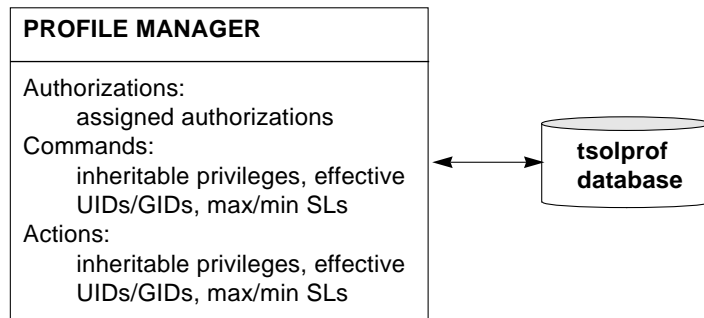 PROFILE MANAGER
Authorizations:
assigned authorizations
Commands:
inheritable privileges, effective
UIDs/GIDs, max/min SLs
Actions:
inheritable privileges, effective
UIDs/GIDs, max/min SLs
tsolprof
database